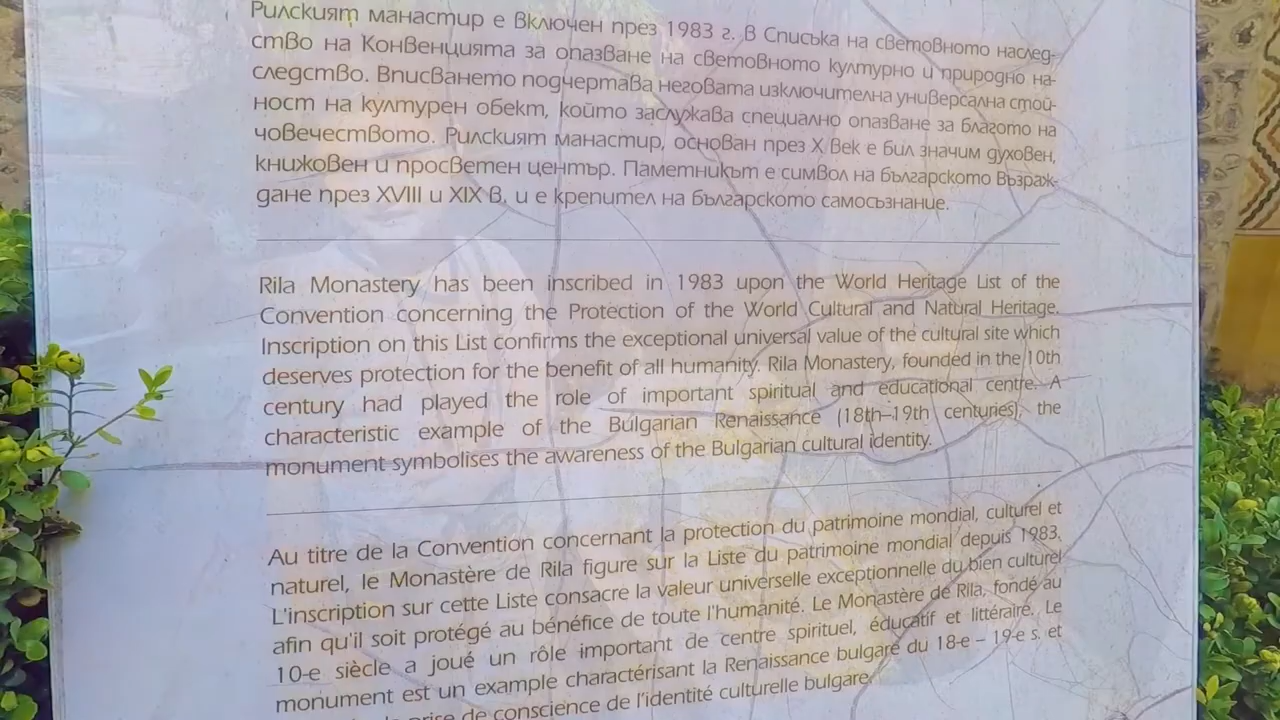 Рилският манастир е включен през 1983 г. в Списъка на световното наслед-
ство на Конвенцията за опазване на световното културно и природно на-
следство. Вписването подчертава неговата изключителна универсална стой-
ност на културен обект, който заслужава специално опазване за благото на
човечеството. Рилският манастир, основан през X век е бил значим духовен,
книжовен и просветен център. Паметникът е символ на българското Възраж-
дане през XVIII и XIX в. и е крепител на българското самосъзнание.
Rila Monastery has been inscribed in 1983 upon the World Heritage List of the
Convention concerning the Protection of the World Cultural and Natural Heritage.
Inscription on this List confirms the exceptional universal value of the cultural site which
deserves protection for the benefit of all humanity. Rila Monastery, founded in the 10th
century had played the role of important spiritual and educational centre. A
characteristic example of the Bulgarian Renaissance (18th–19th centuries), the
monument symbolises the awareness of the Bulgarian cultural identity.
Au titre de la Convention concernant la protection du patrimoine mondial, culturel et
naturel, le Monastère de Rila figure sur la Liste du patrimoine mondial depuis 1983.
L'inscription sur cette Liste consacre la valeur universelle exceptionnelle du bien culturel
afin qu'il soit protégé au bénéfice de toute l'humanité. Le Monastère de Rila, fondé au
10-e siècle a joué un rôle important de centre spirituel, éducatif et littéraire. Le
monument est un example charactérisant la Renaissance bulgare du 18-e – 19-e s. et
prise de conscience de l'identité culturelle bulgare.